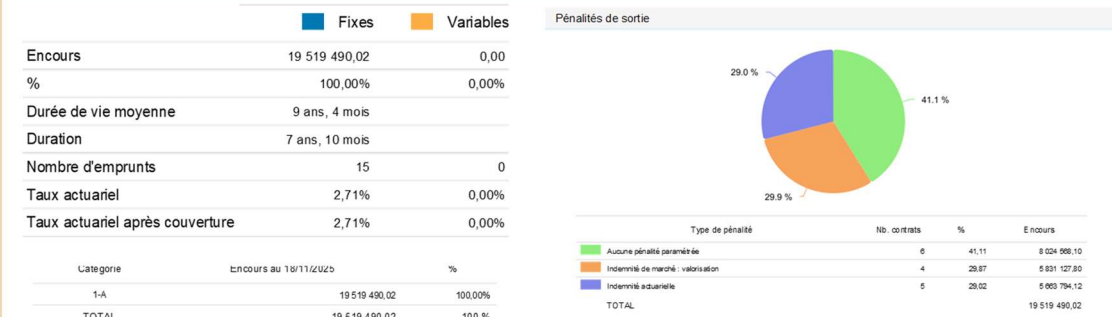 Fixes Variables
Encours 19 519 490,02 0,00
% 100,00% 0,00%
Durée de vie moyenne 9 ans, 4 mois
Duration 7 ans, 10 mois
Nombre d'emprunts 15 0
Taux actuariel 2,71% 0,00%
Taux actuariel après couverture 2,71% 0,00%
Catégorie Encours au 18/11/2025 %
1-A 19 519 490,02 100,00%
TOTAL 19 519 490,02 100 %
Pénalités de sortie
29.0 %
41.1 %
29.9 %
Type de pénalité Nb. contrats % Encours
Aucune pénalité paramétrée 6 41,11 8 024 568,10
Indemnité de marché : valorisation 4 29,87 5 831 127,80
Indemnité actuarielle 5 29,02 5 663 794,12
TOTAL 19 519 490,02